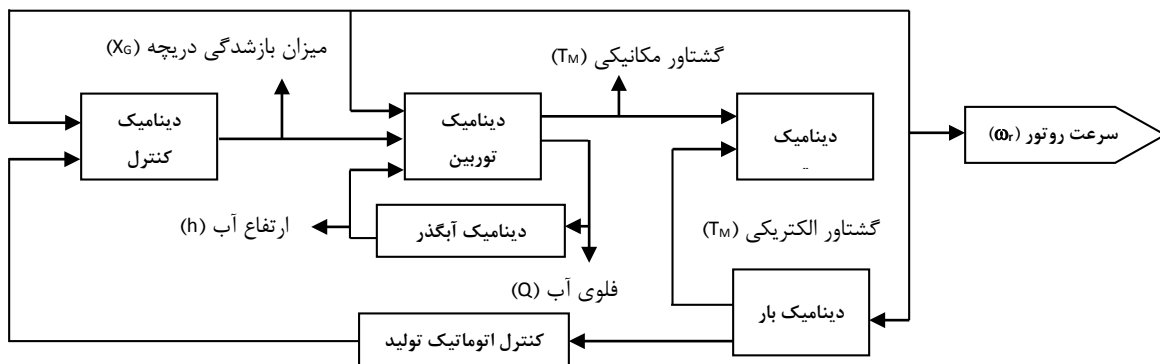 میزان بازشدگی دریچه (XG)
گشتاور مکانیکی (TM)
دینامیک
کنترل
دینامیک
توربین
دینامیک
سرعت روتور (ωr)
ارتفاع آب (h)
دینامیک آبگذر
گشتاور الکتریکی (TM)
فلوی آب (Q)
دینامیک بار
کنترل اتوماتیک تولید